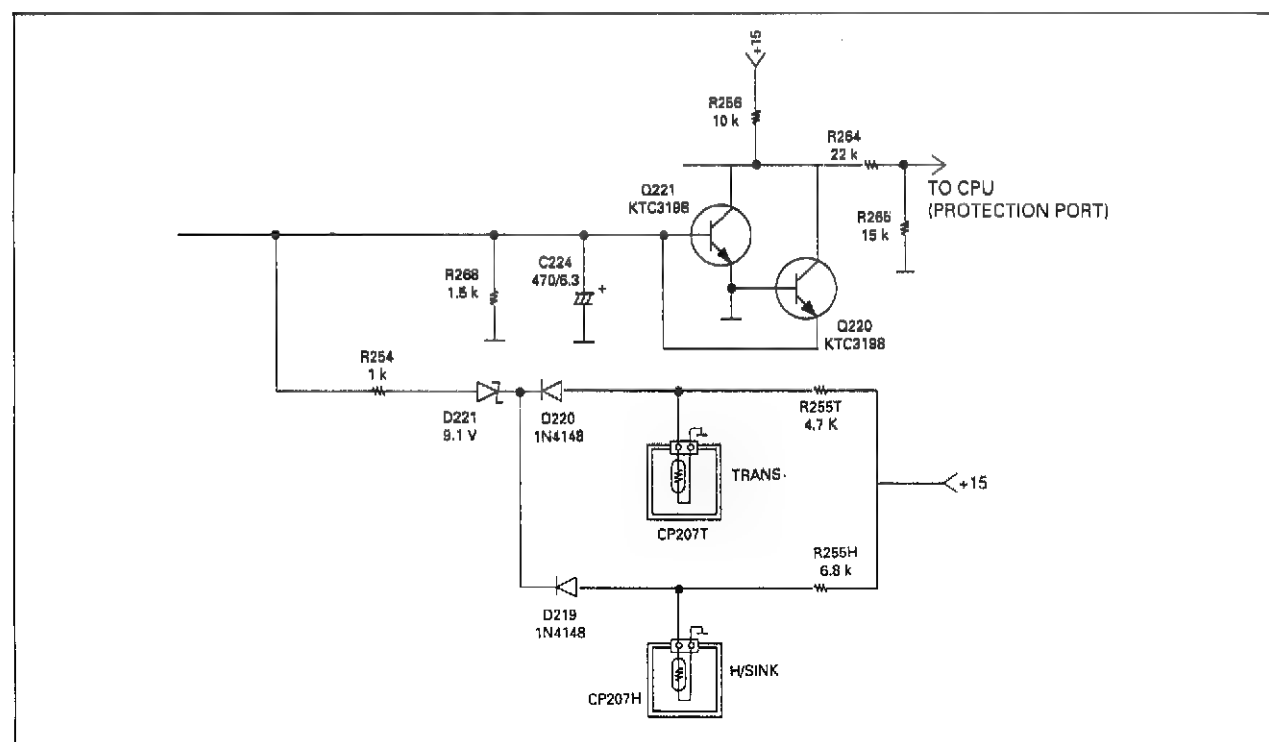 +15
R256
10 k
R264
22 k
TO CPU
(PROTECTION PORT)
Q221
KTC3198
R265
15 k
C224
470/6.3
+
R268
1.5 k
Q220
KTC3198
R254
1 k
D221
9.1 V
D220
1N4148
R255T
4.7 K
TRANS.
+15
CP207T
R255H
6.8 k
D219
1N4148
H/SINK
CP207H